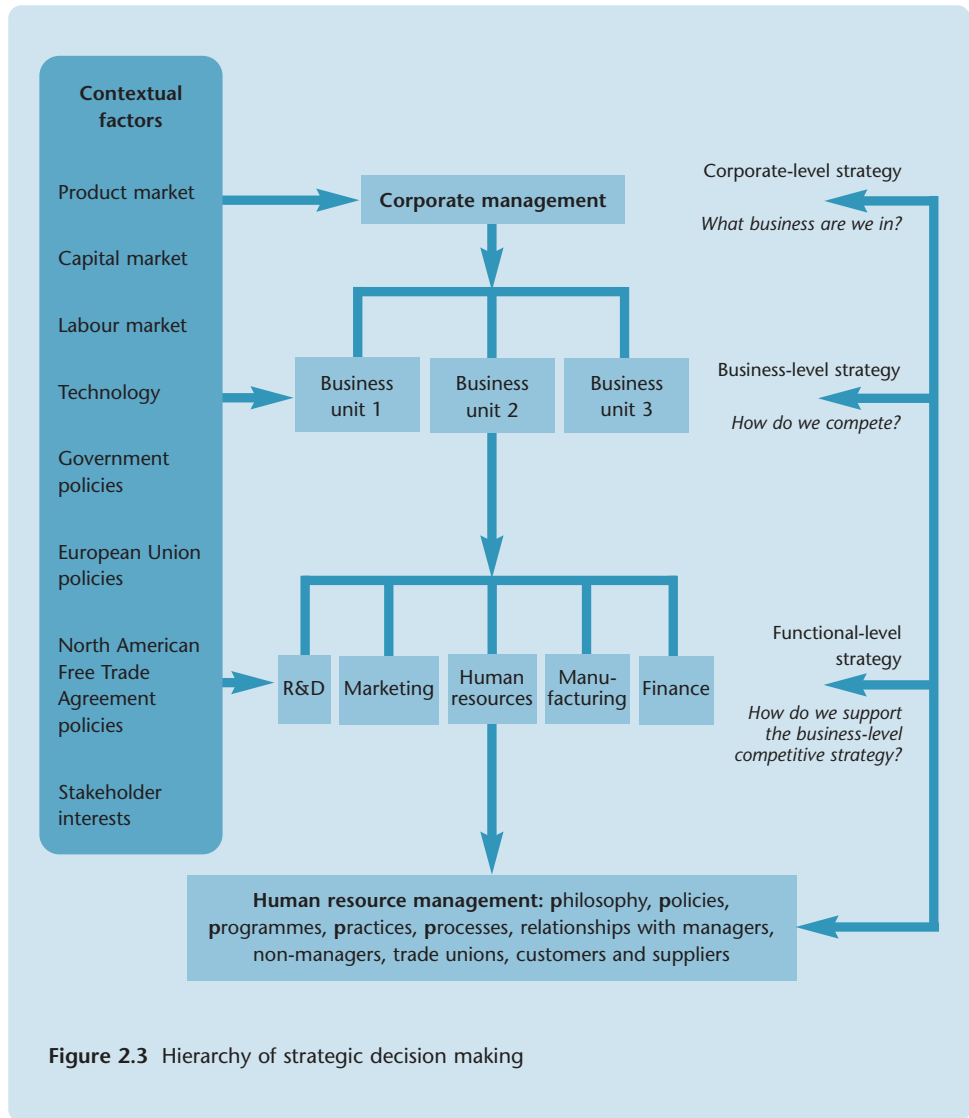 Contextual
factors
Product market
Capital market
Labour market
Technology
Government
policies
European Union
policies
North American
Free Trade
Agreement
policies
Stakeholder
interests
Corporate management
Business
unit 1
Business
unit 2
Business
unit 3
R&D
Marketing
Human
resources
Manu-
facturing
Finance
Human resource management: philosophy, policies,
programmes, practices, processes, relationships with managers,
non-managers, trade unions, customers and suppliers
Corporate-level strategy
What business are we in?
Business-level strategy
How do we compete?
Functional-level
strategy
How do we support
the business-level
competitive strategy?
Figure 2.3 Hierarchy of strategic decision making